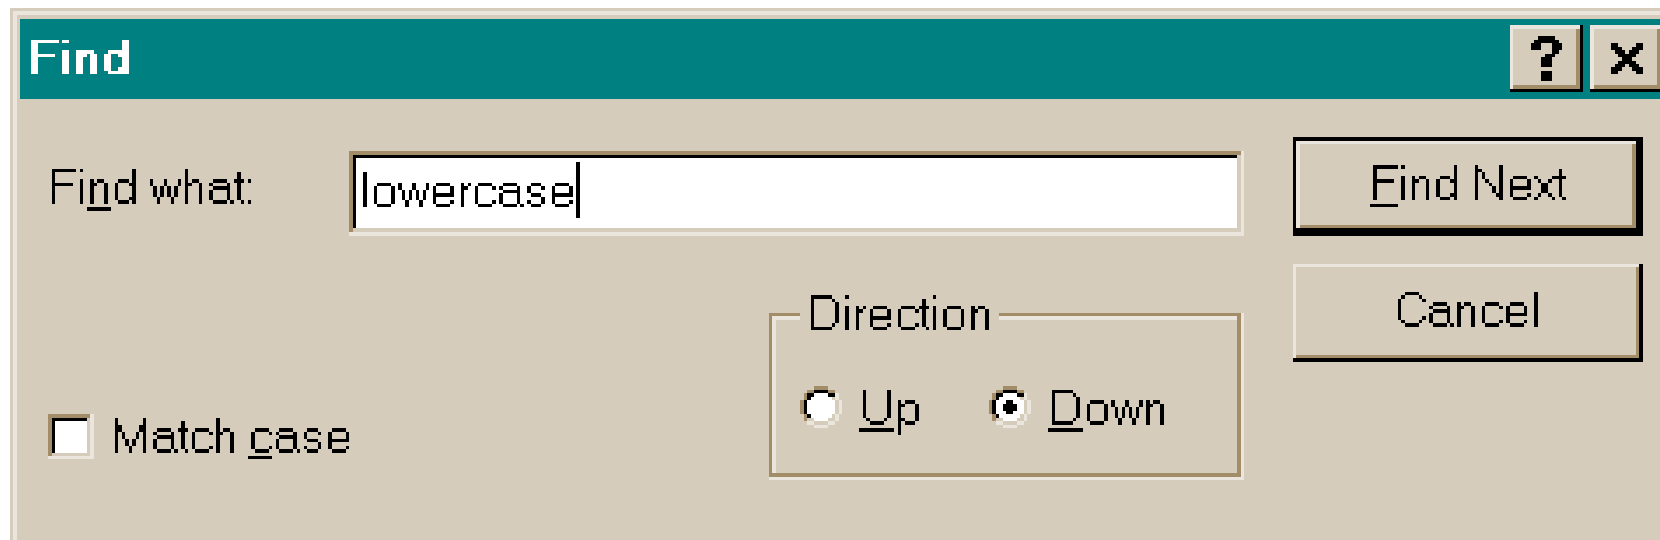 Find
Find what: lowercase Find Next
Cancel
Direction
Up Down
Match case